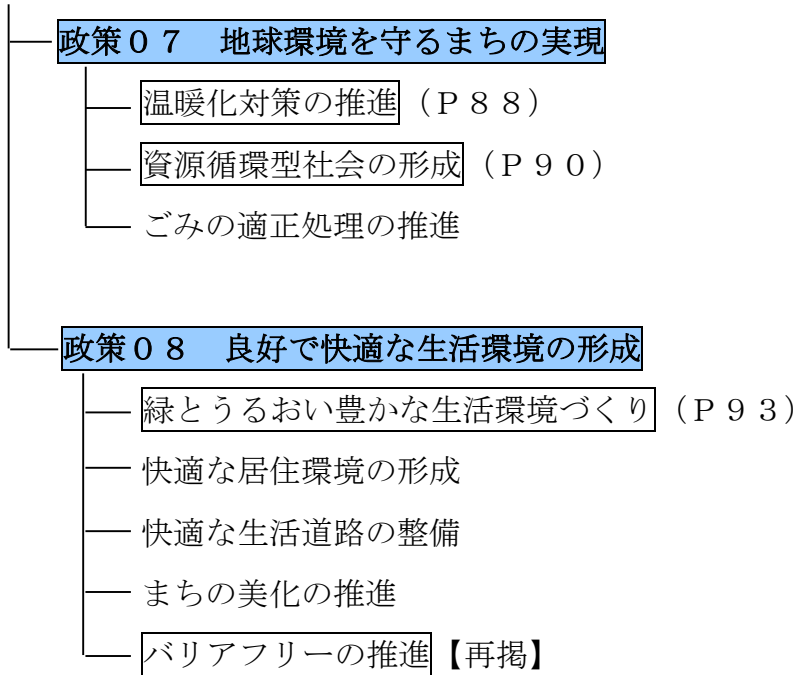 政策０７　地球環境を守るまちの実現
温暖化対策の推進（Ｐ８８）
資源循環型社会の形成（Ｐ９０）
ごみの適正処理の推進
政策０８　良好で快適な生活環境の形成
緑とうるおい豊かな生活環境づくり（Ｐ９３）
快適な居住環境の形成
快適な生活道路の整備
まちの美化の推進
バリアフリーの推進【再掲】